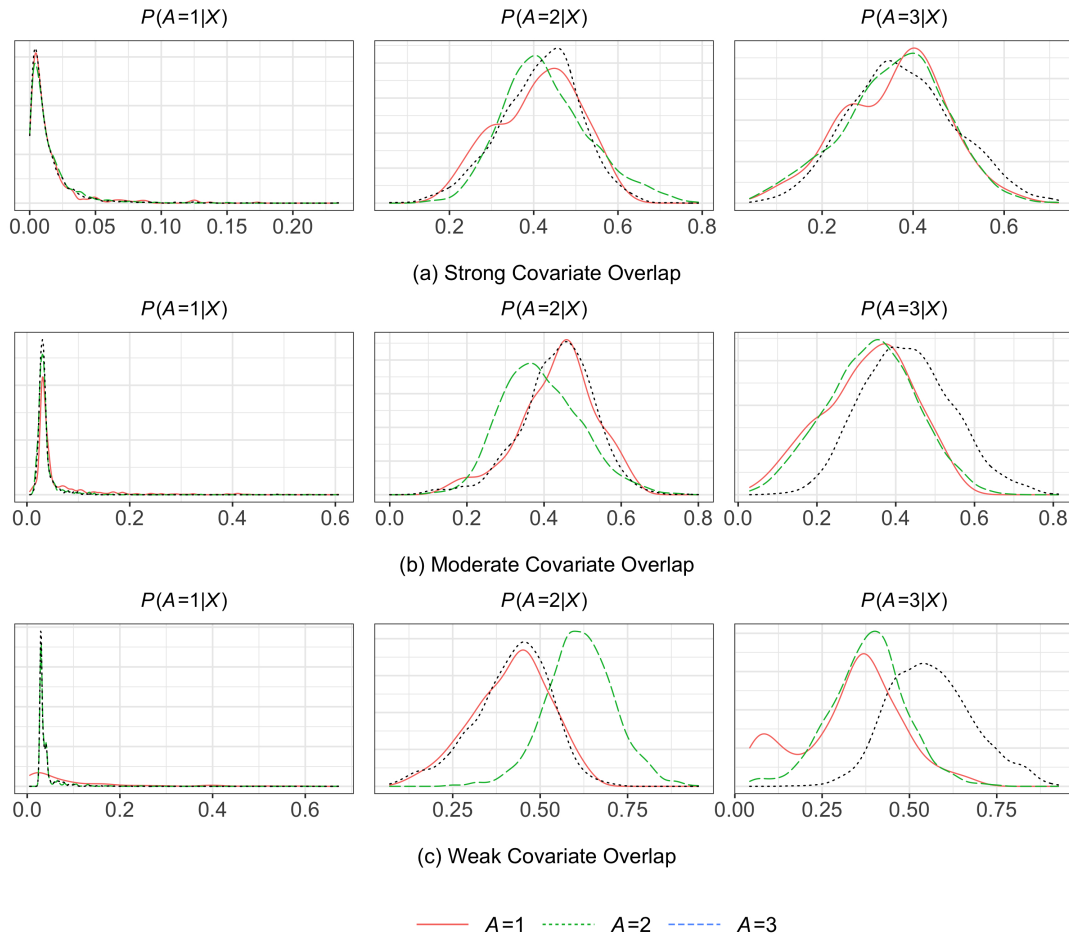 P(A=1|X) P(A=2|X) P(A=3|X)
0.00 0.05 0.10 0.15 0.20 0.2 0.4 0.6 0.8 0.2 0.4 0.6
(a) Strong Covariate Overlap
P(A=1|X) P(A=2|X) P(A=3|X)
0.0 0.2 0.4 0.6 0.0 0.2 0.4 0.6 0.8 0.0 0.2 0.4 0.6 0.8
(b) Moderate Covariate Overlap
P(A=1|X) P(A=2|X) P(A=3|X)
0.0 0.2 0.4 0.6 0.25 0.50 0.75 0.00 0.25 0.50 0.75
(c) Weak Covariate Overlap
A=1 A=2 A=3